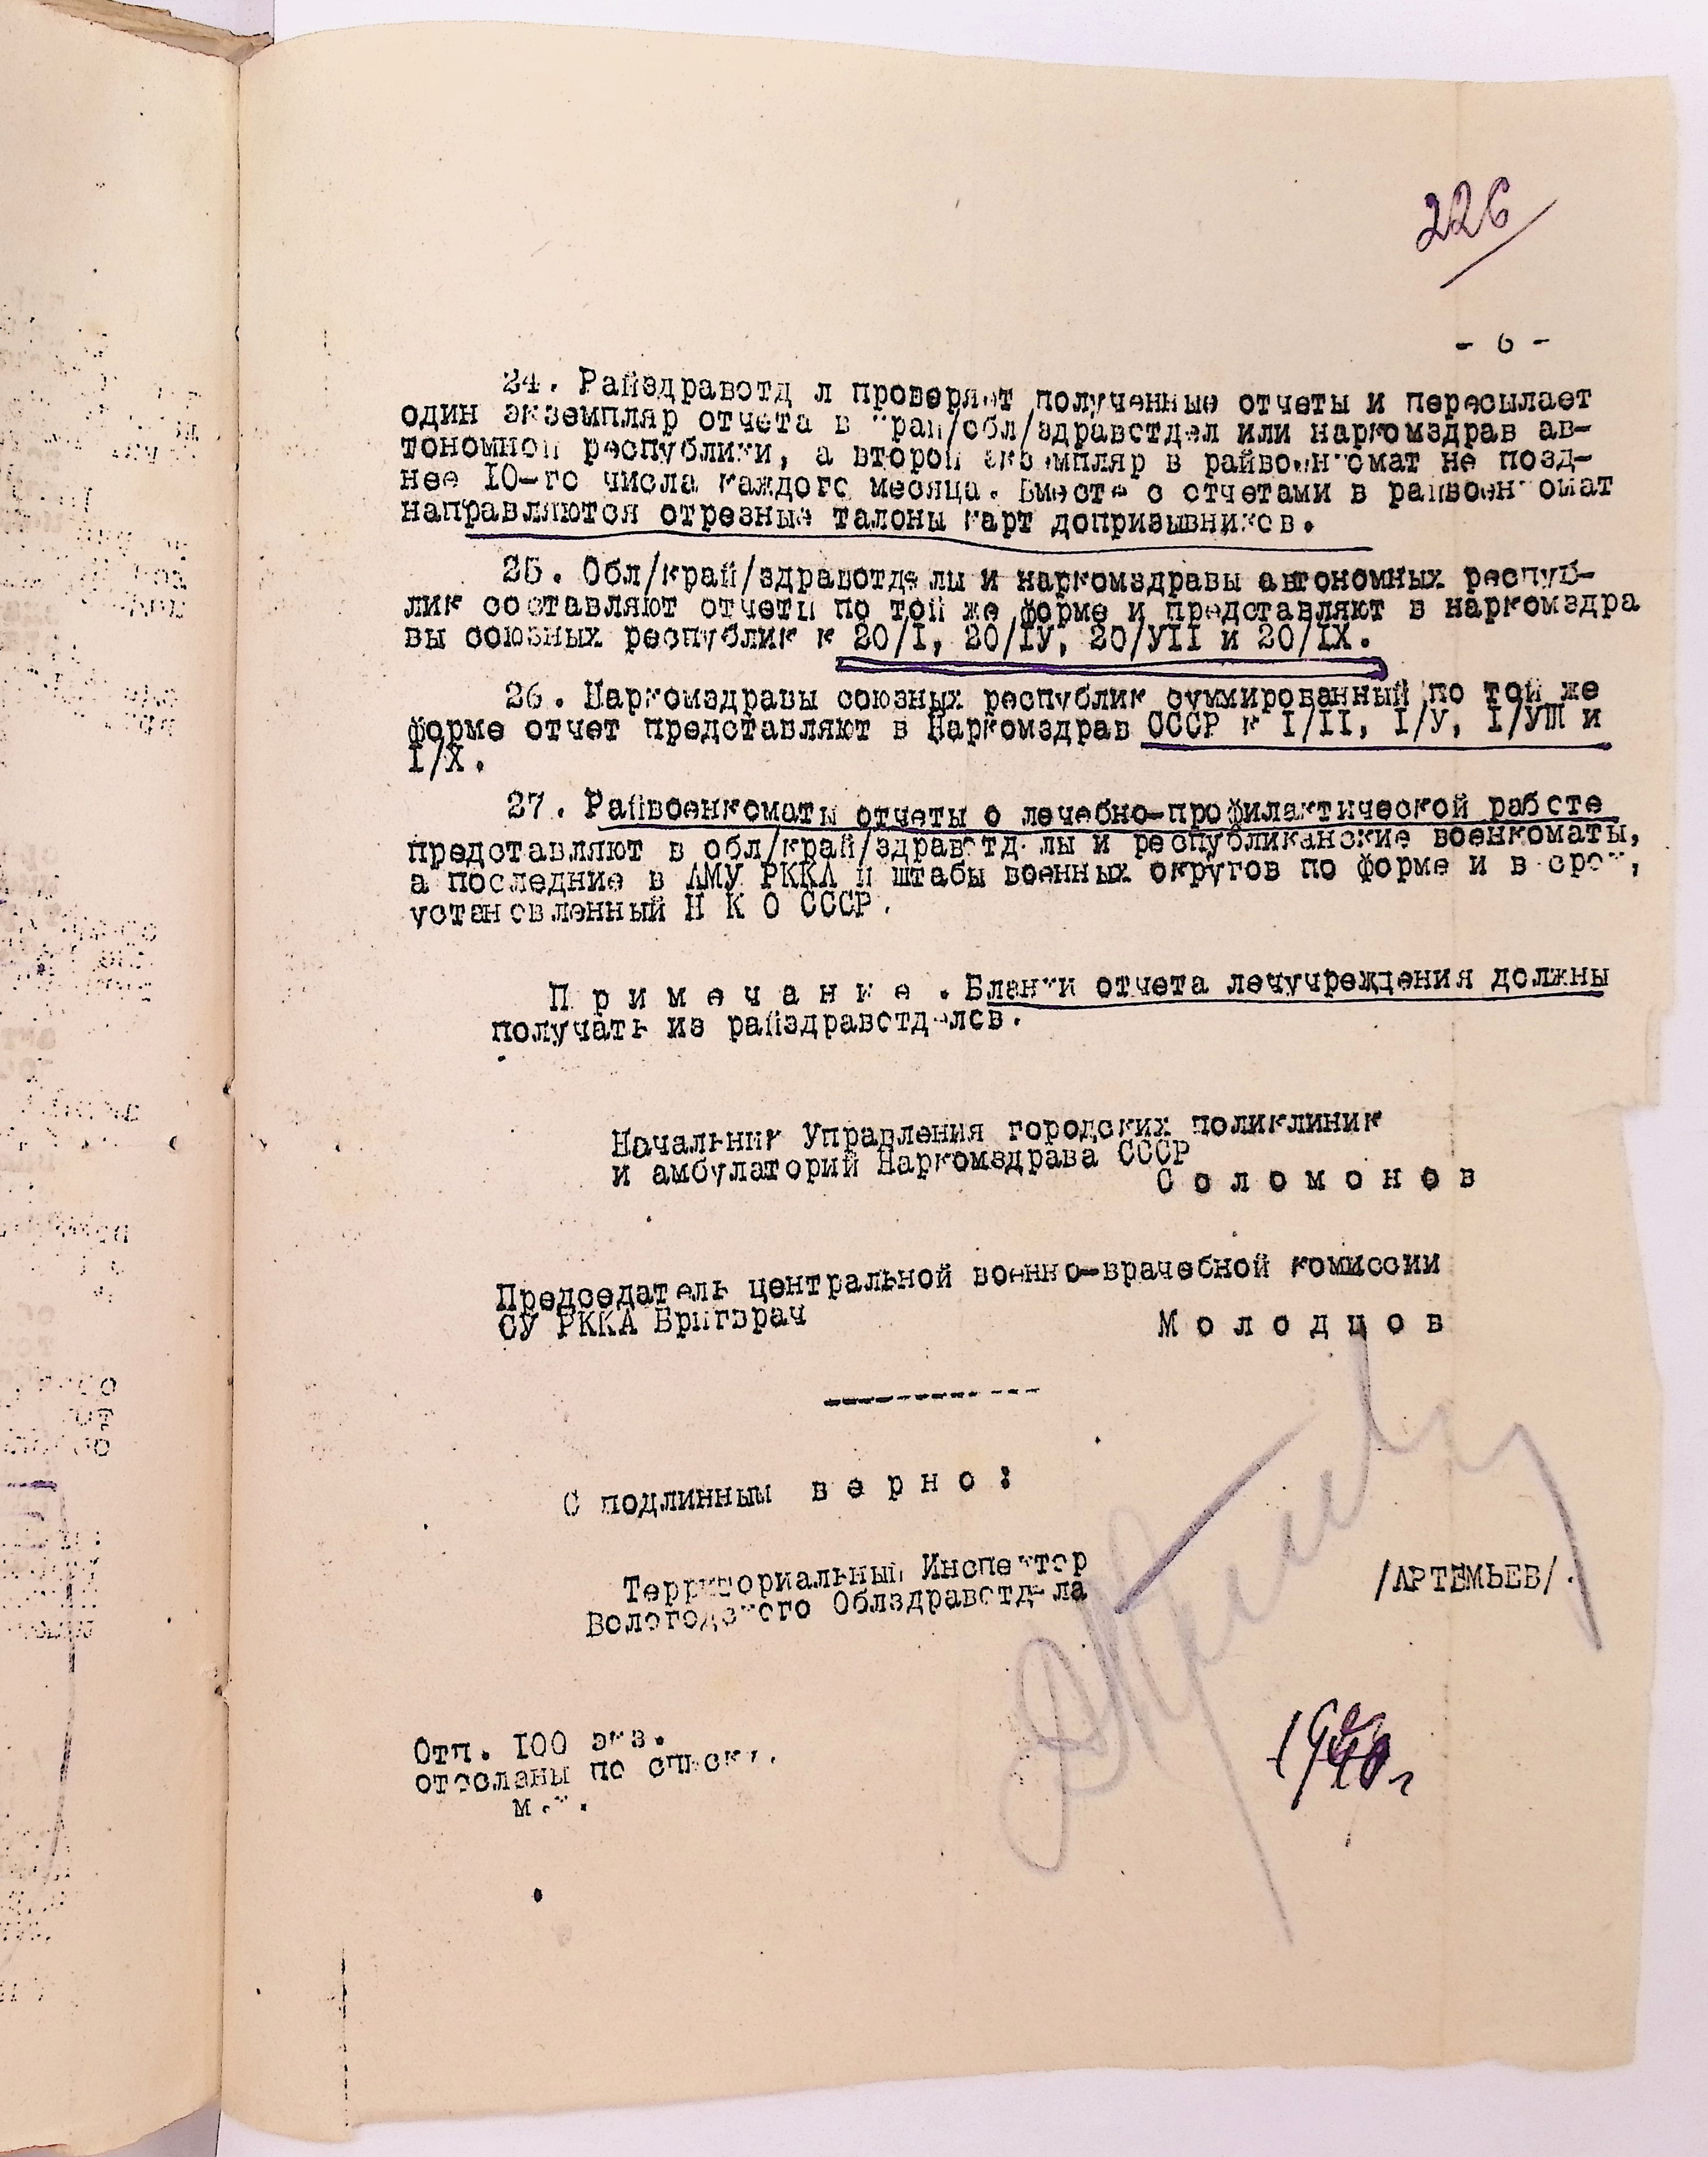 226
- 6 -
24. Райздравотдел проверяет полученные отчеты и пересылает
один экземпляр отчета в край/обл/здравотдел или наркомздрав ав-
тономной республики, а второй экземпляр в райвоенкомат не позд-
нее 10-го числа каждого месяца. Вместе с отчетами в райвоенкомат
направляются отрезные талоны карт допризывников.
25. Обл/край/здравотделы и наркомздравы автономных респуб-
лик составляют отчеты по той же форме и представляют в наркомздра
вы союзных республик к 20/I, 20/IУ, 20/УII и 20/IX.
26. Наркомздравы союзных республик суммированный по той же
форме отчет представляют в Наркомздрав СССР к I/II, I/У, I/УШ и
I/X.
27. Райвоенкоматы отчеты о лечебно-профилактической работе
представляют в обл/край/здравотделы и республиканские военкоматы,
а последние в АМУ РККА и штабы военных округов по форме и в срок,
установленный Н К О СССР.
П р и м е ч а н и е . Бланки отчета лечучреждения должны
получать из райздравотделов.
Начальник Управления городских поликлиник
и амбулаторий Наркомздрава СССР
С о л о м о н о в
Председатель центральной военно-врачебной комиссии
СУ РККА Бригврач М о л о д ц о в
С подлинным в е р н о :
Территориальный Инспектор
Вологодского Облздравотдела /АРТЕМЬЕВ/.
1940 г
Отп. 100 экз.
отосланы по списку.